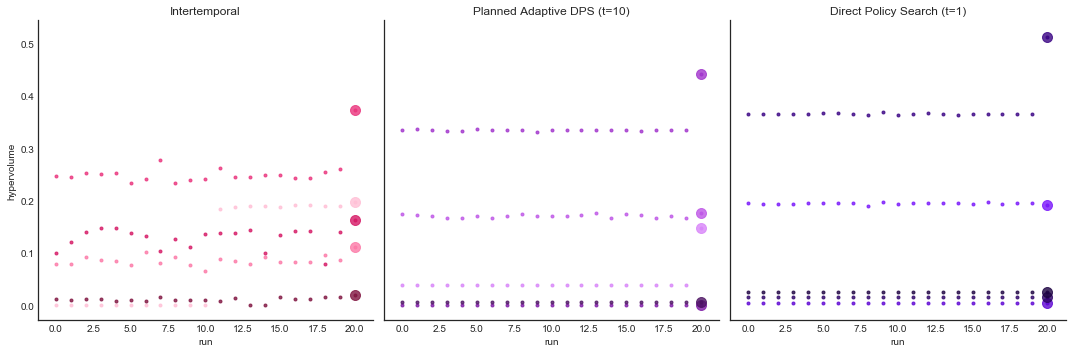 Intertemporal
Planned Adaptive DPS (t=10)
Direct Policy Search (t=1)
hypervolume
0.5
0.4
0.3
0.2
0.1
0.0
0.0 2.5 5.0 7.5 10.0 12.5 15.0 17.5 20.0
0.0 2.5 5.0 7.5 10.0 12.5 15.0 17.5 20.0
0.0 2.5 5.0 7.5 10.0 12.5 15.0 17.5 20.0
run
run
run